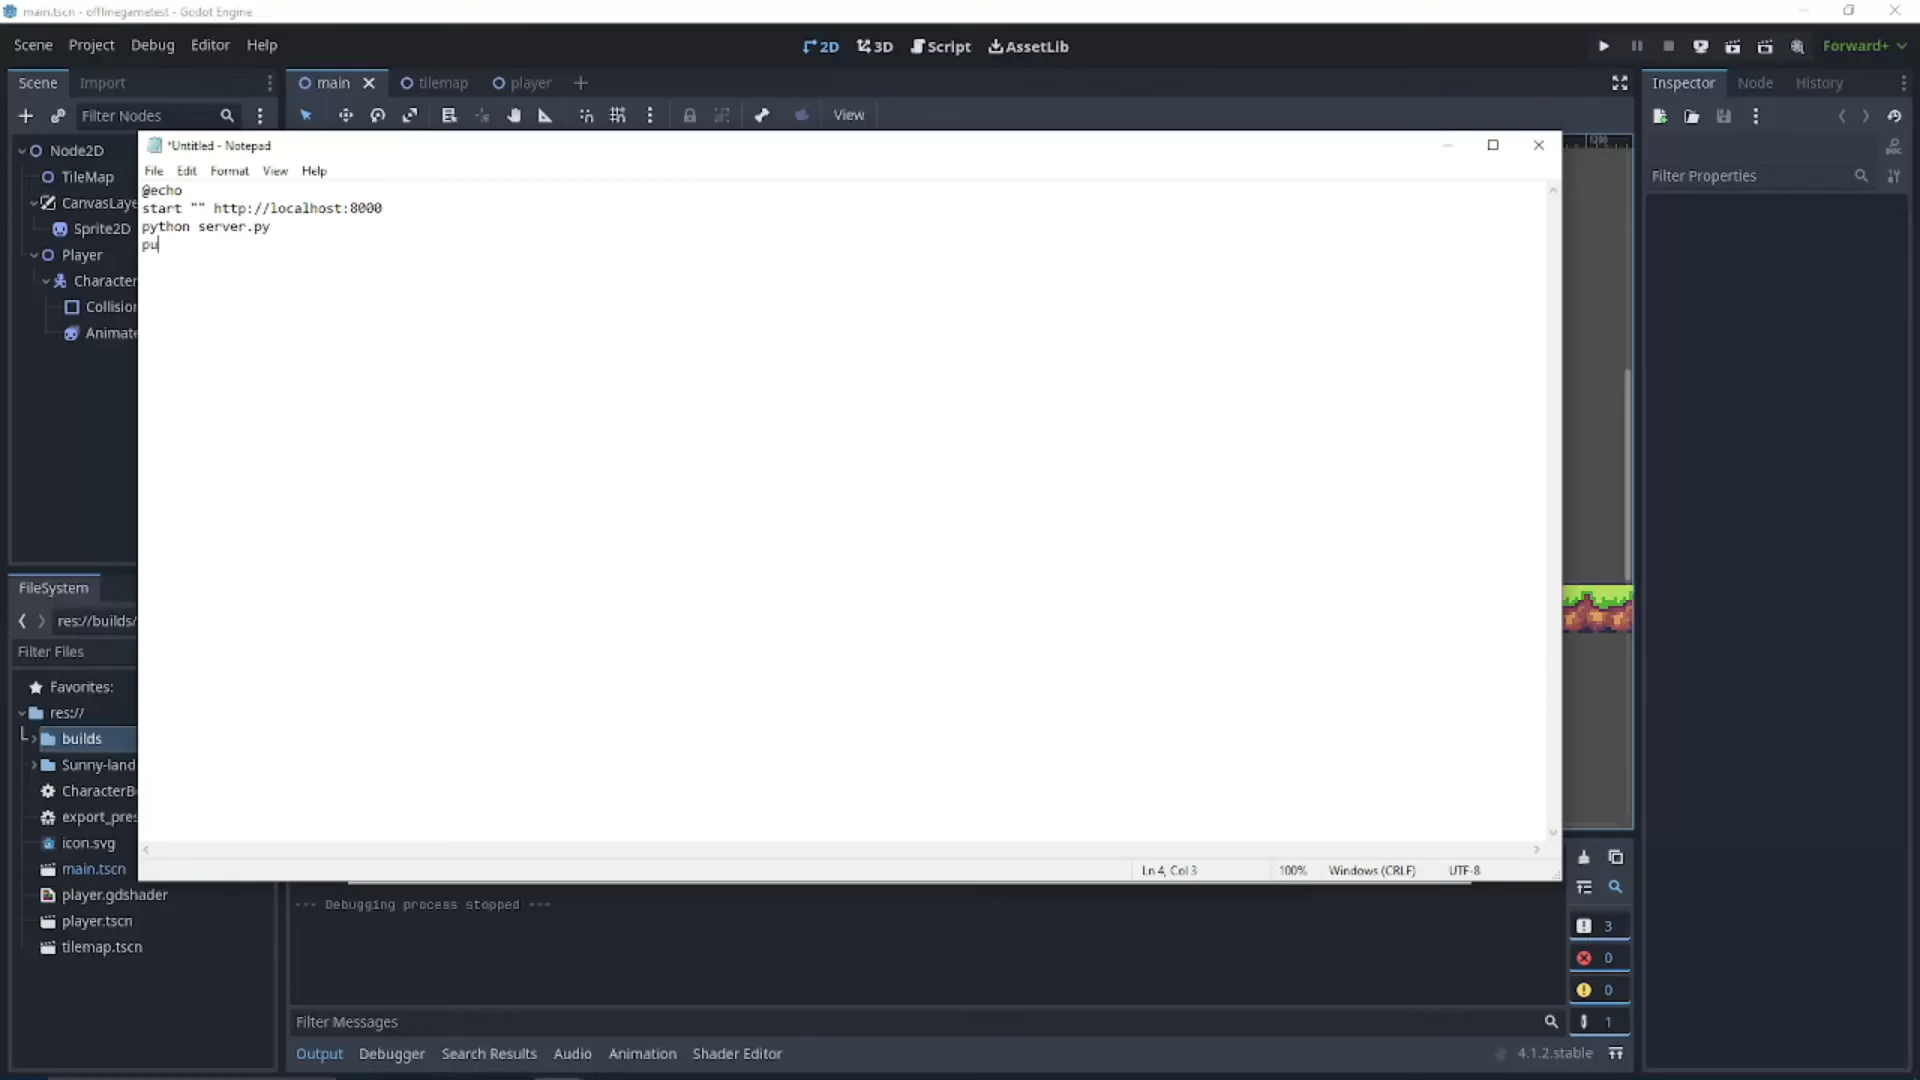 main.tscn - offlinegametest - Godot Engine
Scene Project Debug Editor Help
2D 3D Script AssetLib
Forward+
Scene Import
main tilemap player
Inspector Node History
Filter Nodes
View
Filter Properties
Node2D
TileMap
CanvasLaye
Sprite2D
Player
Character
Collision
Animate
*Untitled - Notepad
File Edit Format View Help
@echo
start "" http://localhost:8000
python server.py
pu
Ln 4, Col 3 100% Windows (CRLF) UTF-8
FileSystem
res://builds/
Filter Files
Favorites:
res://
builds
Sunny-land
CharacterB
export_pres
icon.svg
main.tscn
player.gdshader
player.tscn
tilemap.tscn
--- Debugging process stopped ---
3
0
0
1
Filter Messages
Output Debugger Search Results Audio Animation Shader Editor
4.1.2.stable